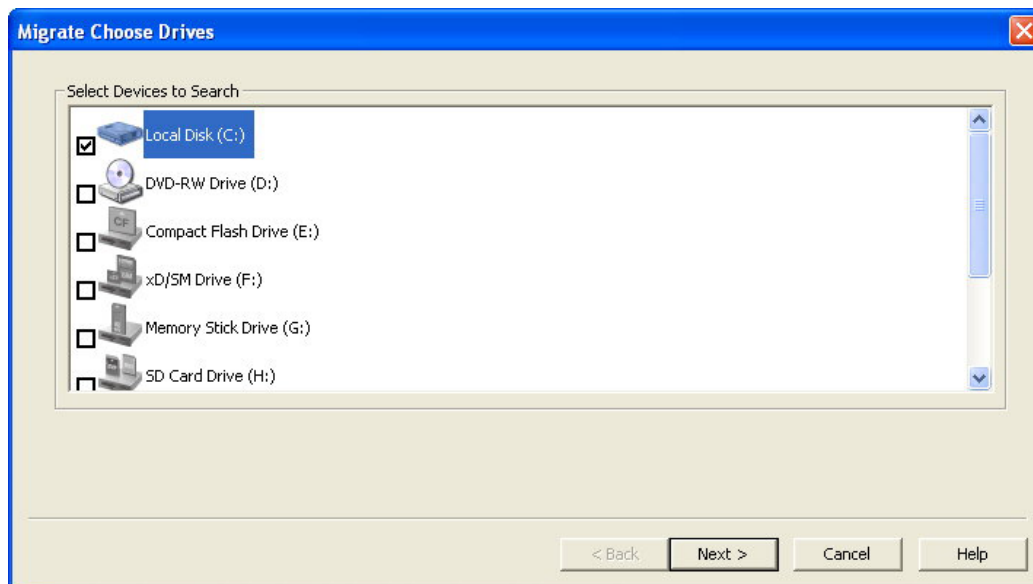 Migrate Choose Drives
Select Devices to Search
Local Disk (C:)
DVD-RW Drive (D:)
CF
Compact Flash Drive (E:)
xD/SM Drive (F:)
Memory Stick Drive (G:)
SD Card Drive (H:)
< Back Next > Cancel Help